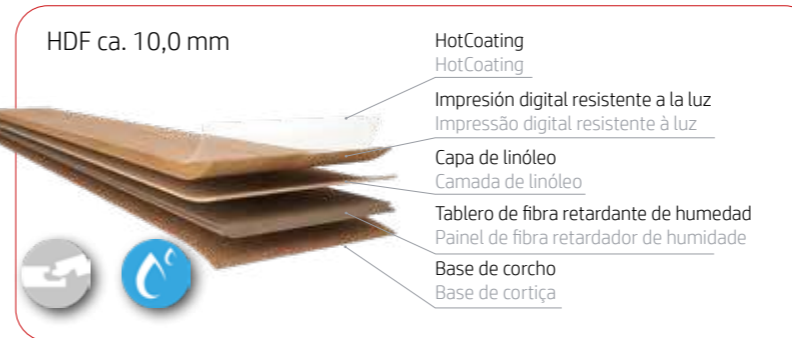 HDF ca. 10,0 mm
HotCoating
HotCoating
Impresión digital resistente a la luz
Impressão digital resistente à luz
Capa de linóleo
Camada de linóleo
Tablero de fibra retardante de humedad
Painel de fibra retardador de humidade
Base de corcho
Base de cortiça